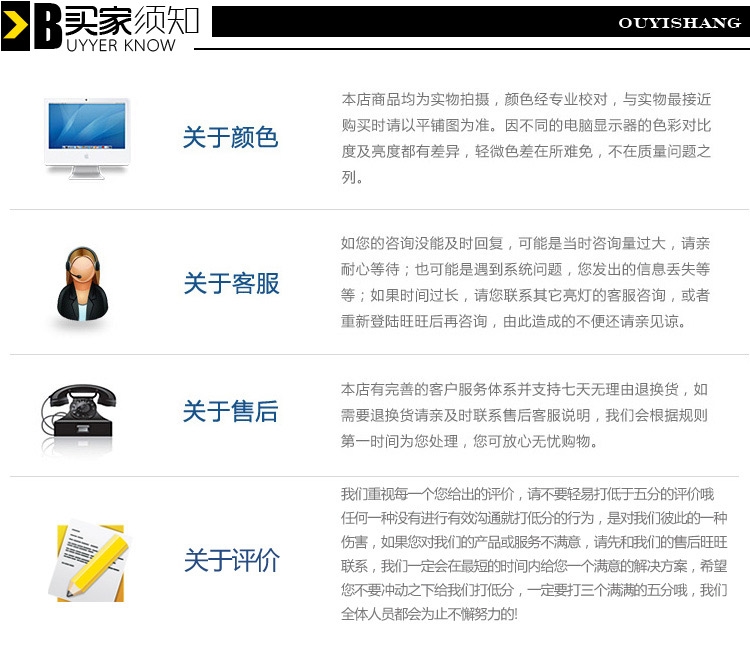 B买家须知
UYYER KNOW
OUYISHANG
关于颜色
本店商品均为实物拍摄，颜色经专业校对，与实物最接近
购买时请以平铺图为准。因不同的电脑显示器的色彩对比
度及亮度都有差异，轻微色差在所难免，不在质量问题之
列。
关于客服
如您的咨询没能及时回复，可能是当时咨询量过大，请亲
耐心等待；也可能是遇到系统问题，您发出的信息丢失等
等；如果时间过长，请您联系其它亮灯的客服咨询，或者
重新登陆旺旺后再咨询，由此造成的不便还请亲见谅。
关于售后
本店有完善的客户服务体系并支持七天无理由退换货，如
需要退换货请亲及时联系售后客服说明，我们会根据规则
第一时间为您处理，您可放心无忧购物。
关于评价
我们重视每一个您给出的评价，请不要轻易打低于五分的评价哦
任何一种没有进行有效沟通就打低分的行为，是对我们彼此的一种
伤害，如果您对我们的产品或服务不满意，请先和我们的售后旺旺
联系，我们一定会在最短的时间内给您一个满意的解决方案，希望
您不要冲动之下给我们打低分，一定要打三个满满的五分哦，我们
全体人员都会为止不懈努力的!